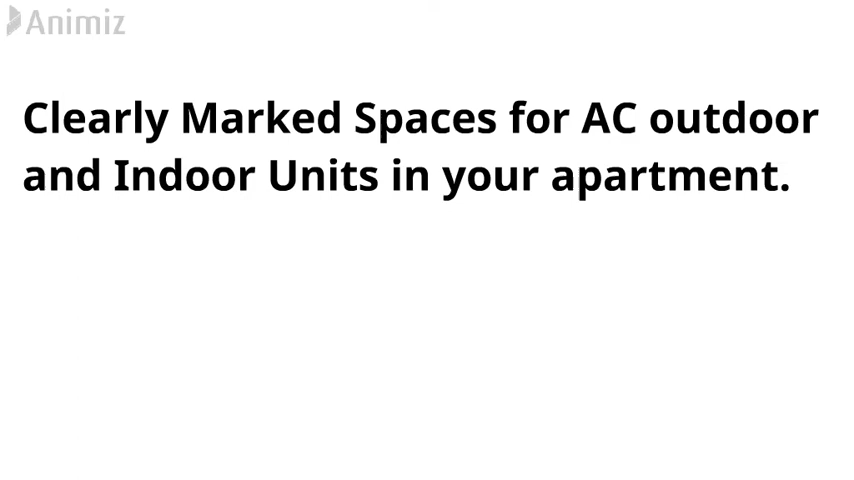 Animiz
Clearly Marked Spaces for AC outdoor
and Indoor Units in your apartment.